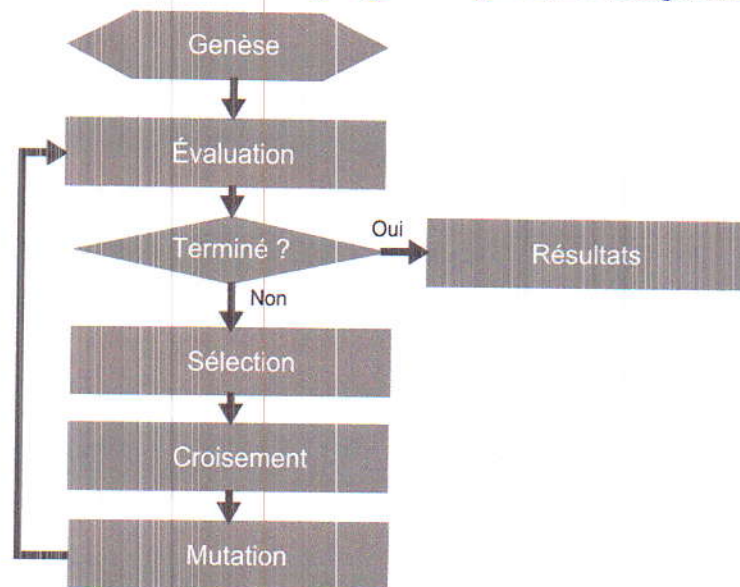 Genèse
Évaluation
Terminé ?
Oui
Résultats
Non
Sélection
Croisement
Mutation